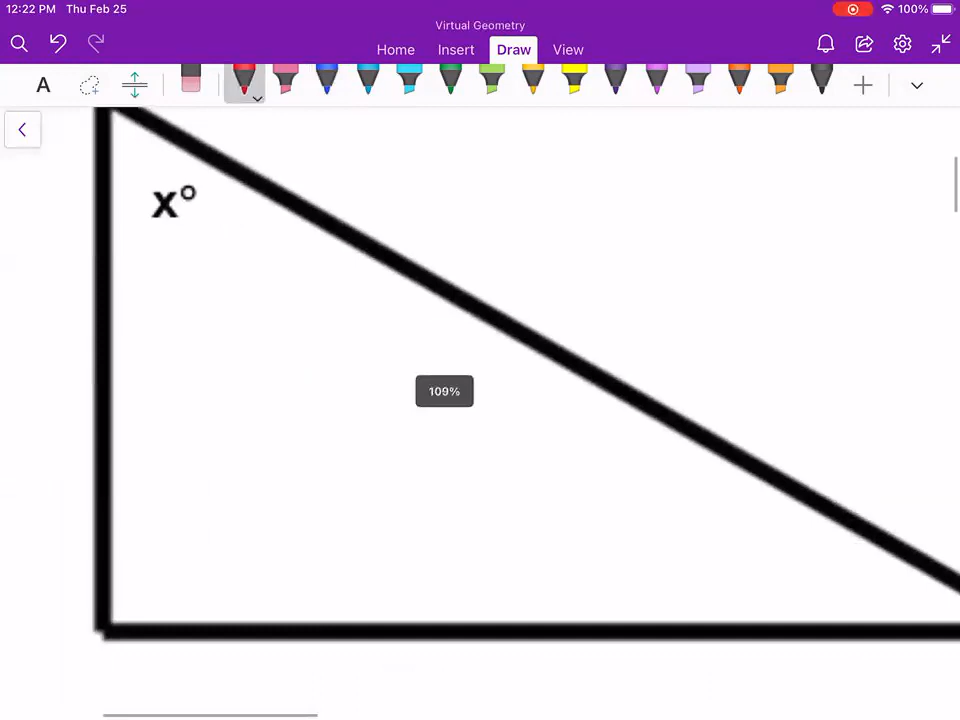 12:22 PM Thu Feb 25
100%
Virtual Geometry
Home Insert Draw View
A
x°
109%